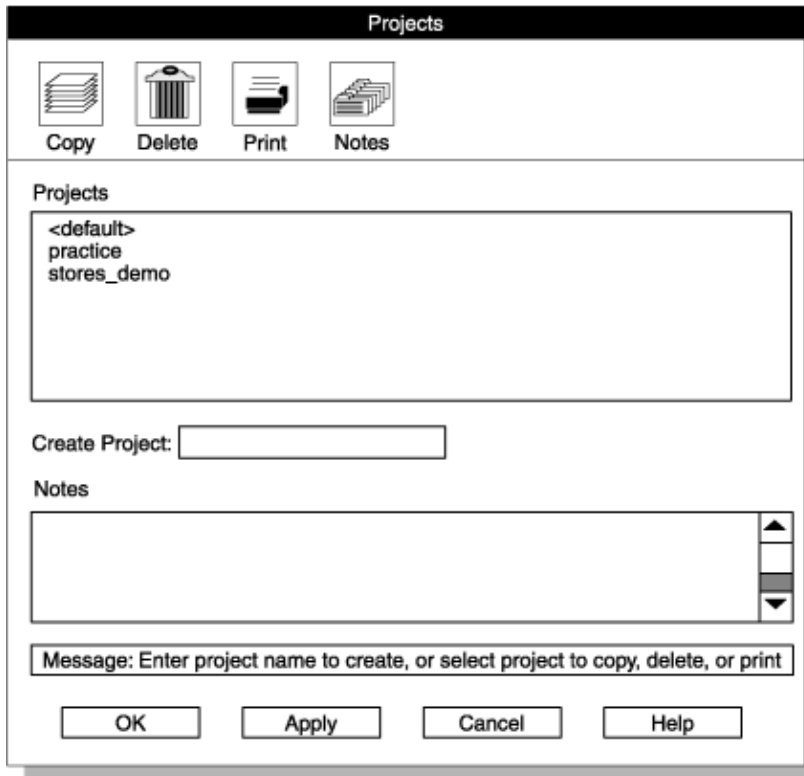 Projects
Copy Delete Print Notes
Projects
<default>
practice
stores_demo
Create Project:
Notes
Message: Enter project name to create, or select project to copy, delete, or print
OK Apply Cancel Help